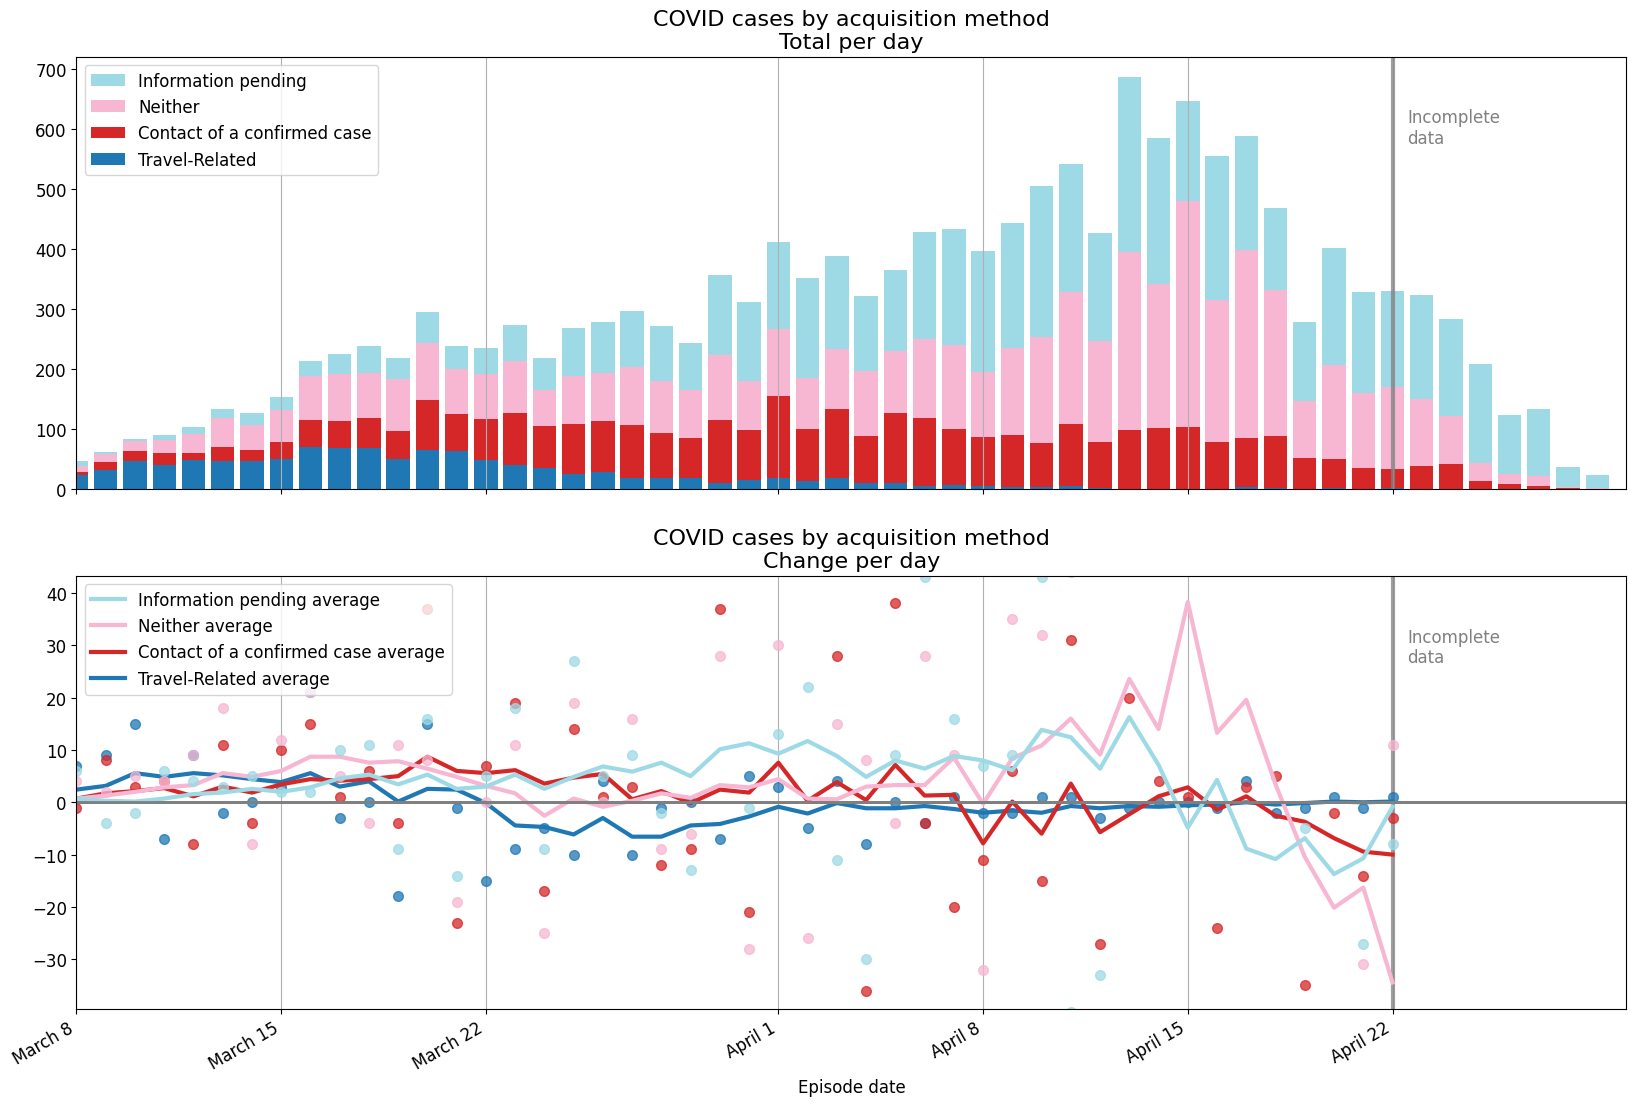 COVID cases by acquisition method
Total per day
700
600
500
400
300
200
100
0
Information pending
Neither
Contact of a confirmed case
Travel-Related
Incomplete
data
COVID cases by acquisition method
Change per day
40
30
20
10
0
−10
−20
−30
Information pending average
Neither average
Contact of a confirmed case average
Travel-Related average
Incomplete
data
March 8
March 15
March 22
April 1
April 8
April 15
April 22
Episode date